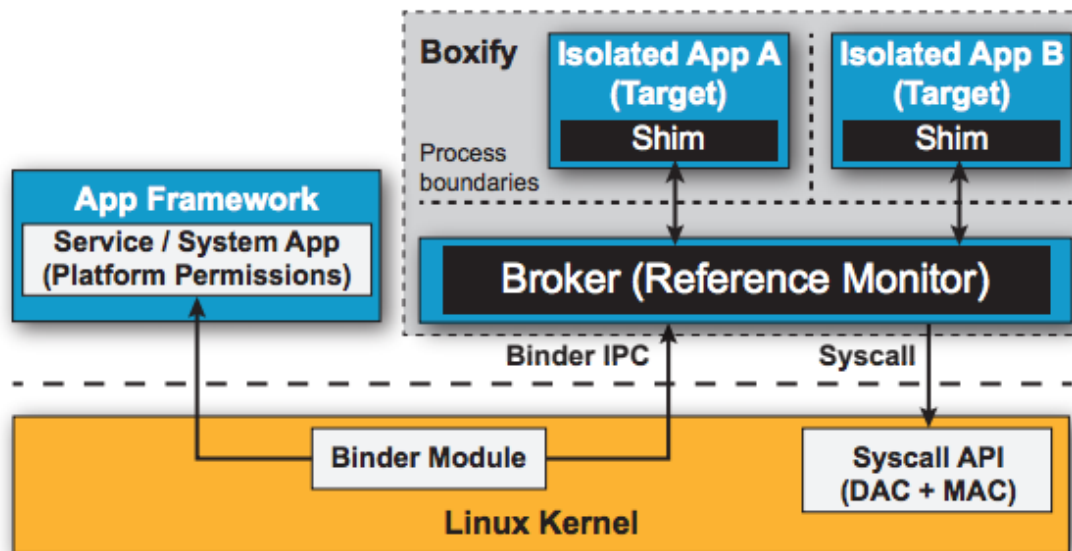 Boxify
Isolated App A
(Target)
Shim
Isolated App B
(Target)
Shim
Process
boundaries
App Framework
Service / System App
(Platform Permissions)
Broker (Reference Monitor)
Binder IPC
Syscall
Binder Module
Syscall API
(DAC + MAC)
Linux Kernel